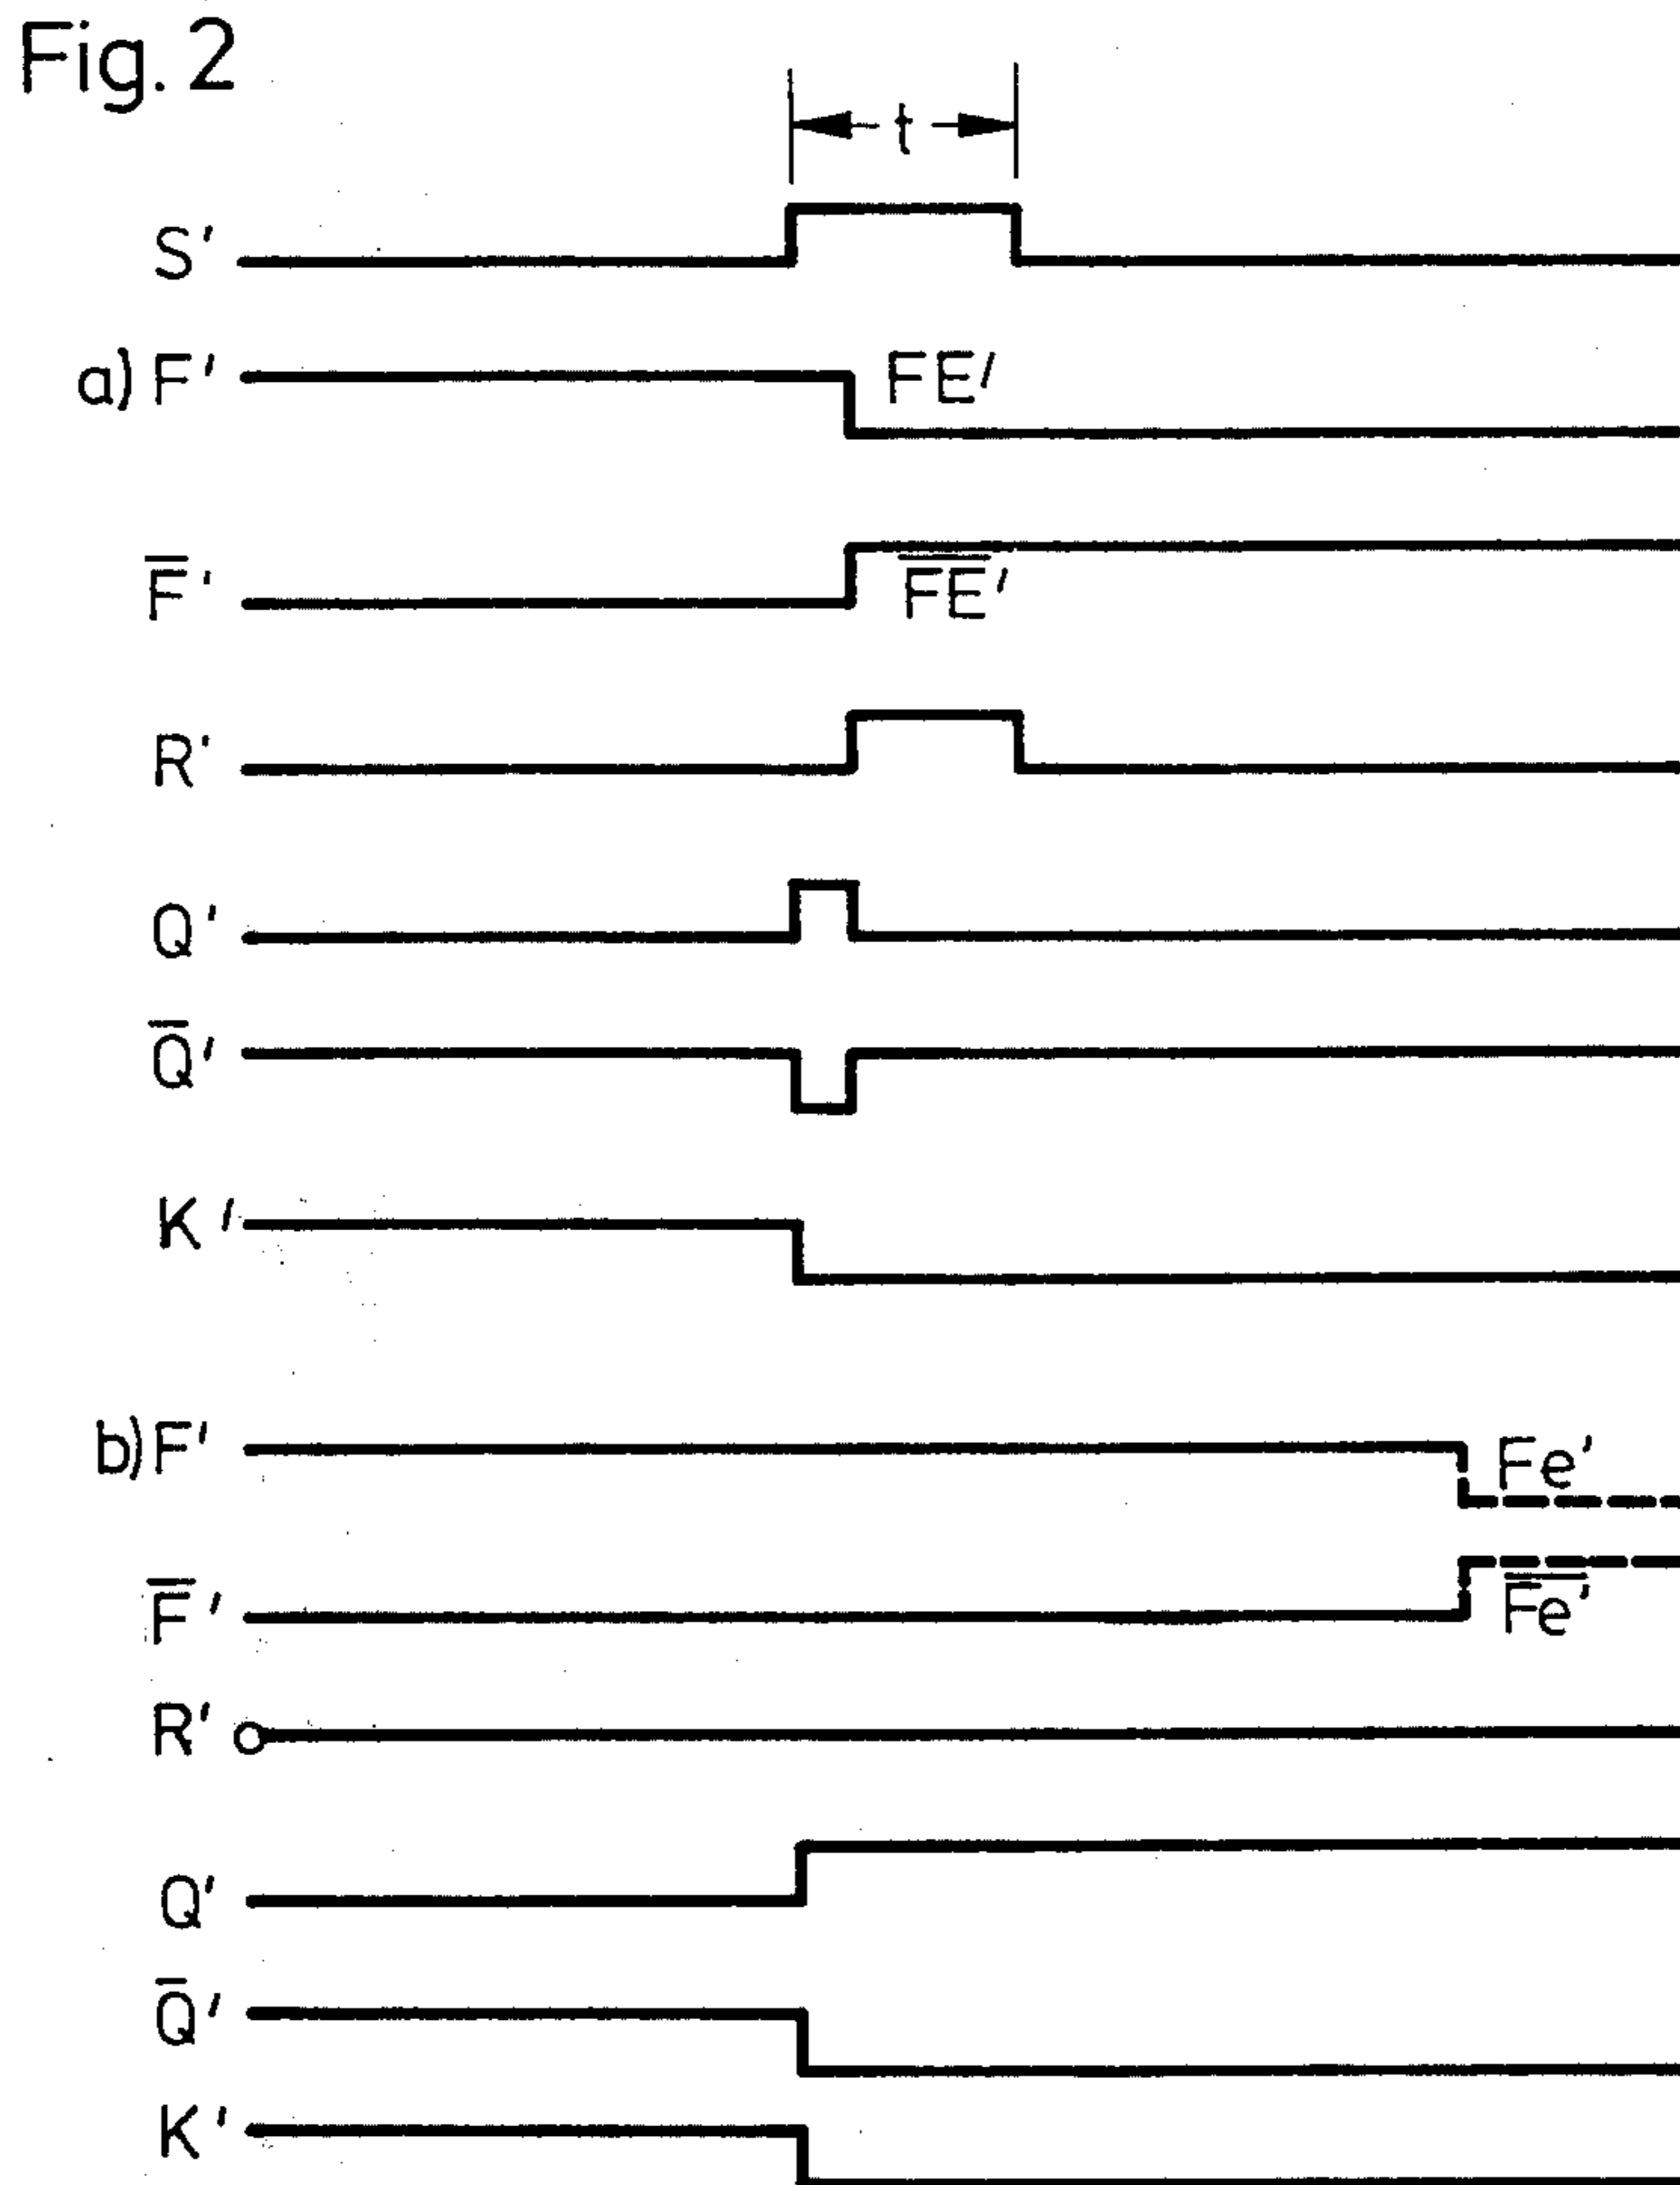 Fig. 2
t
S'
a) F' FE'
F̅' F̅E̅'
R'
Q'
Q̅'
K'
b) F' Fe'
F̅' F̅e̅'
R'
Q'
Q̅'
K'